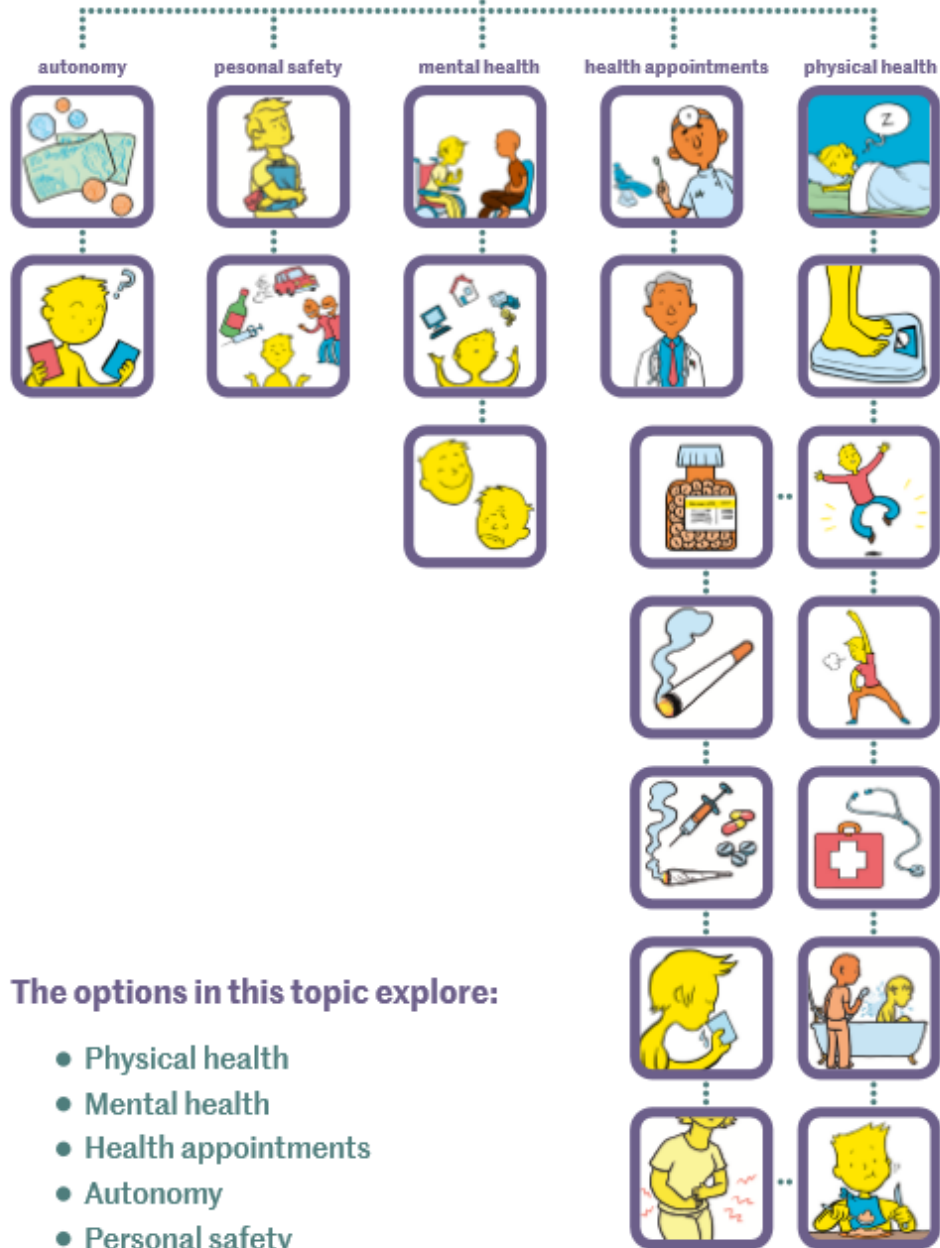 autonomy
pesonal safety
mental health
health appointments
physical health
?
Z
The options in this topic explore:
• Physical health
• Mental health
• Health appointments
• Autonomy
• Personal safety